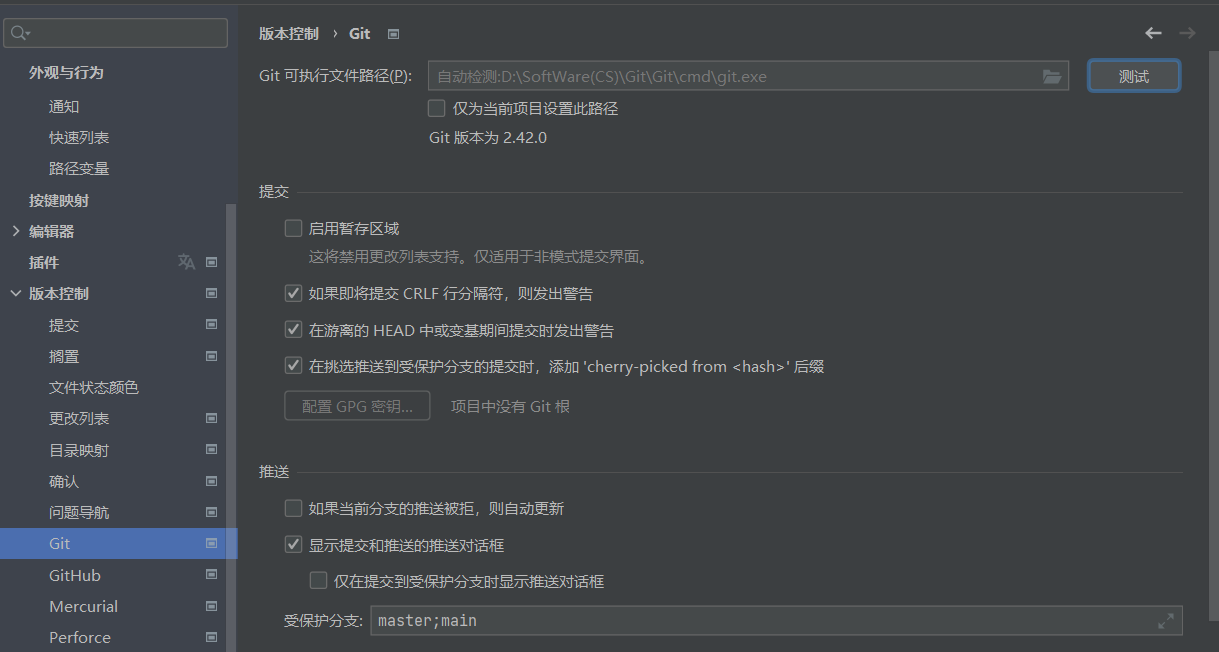 外观与行为
通知
快速列表
路径变量
按键映射
编辑器
插件
版本控制
提交
搁置
文件状态颜色
更改列表
目录映射
确认
问题导航
Git
GitHub
Mercurial
Perforce
版本控制 › Git
Git 可执行文件路径(P): 自动检测:D:\SoftWare(CS)\Git\Git\cmd\git.exe 测试
仅为当前项目设置此路径
Git 版本为 2.42.0
提交
启用暂存区域
这将禁用更改列表支持。仅适用于非模式提交界面。
如果即将提交 CRLF 行分隔符，则发出警告
在游离的 HEAD 中或变基期间提交时发出警告
在挑选推送到受保护分支的提交时，添加 'cherry-picked from <hash>' 后缀
配置 GPG 密钥... 项目中没有 Git 根
推送
如果当前分支的推送被拒，则自动更新
显示提交和推送的推送对话框
仅在提交到受保护分支时显示推送对话框
受保护分支: master;main